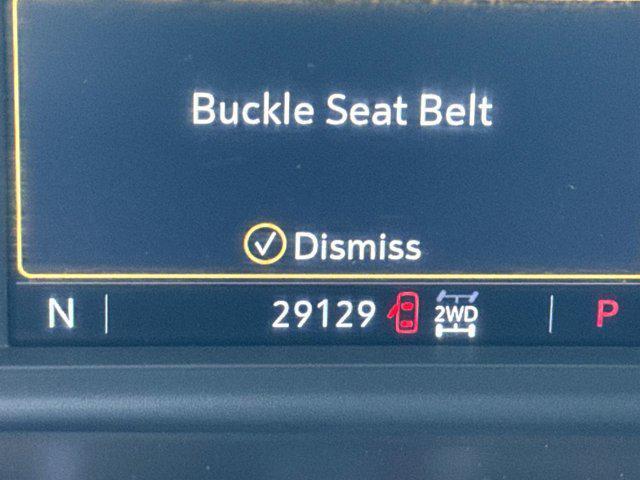 Buckle Seat Belt
Dismiss
N 29129 2WD P